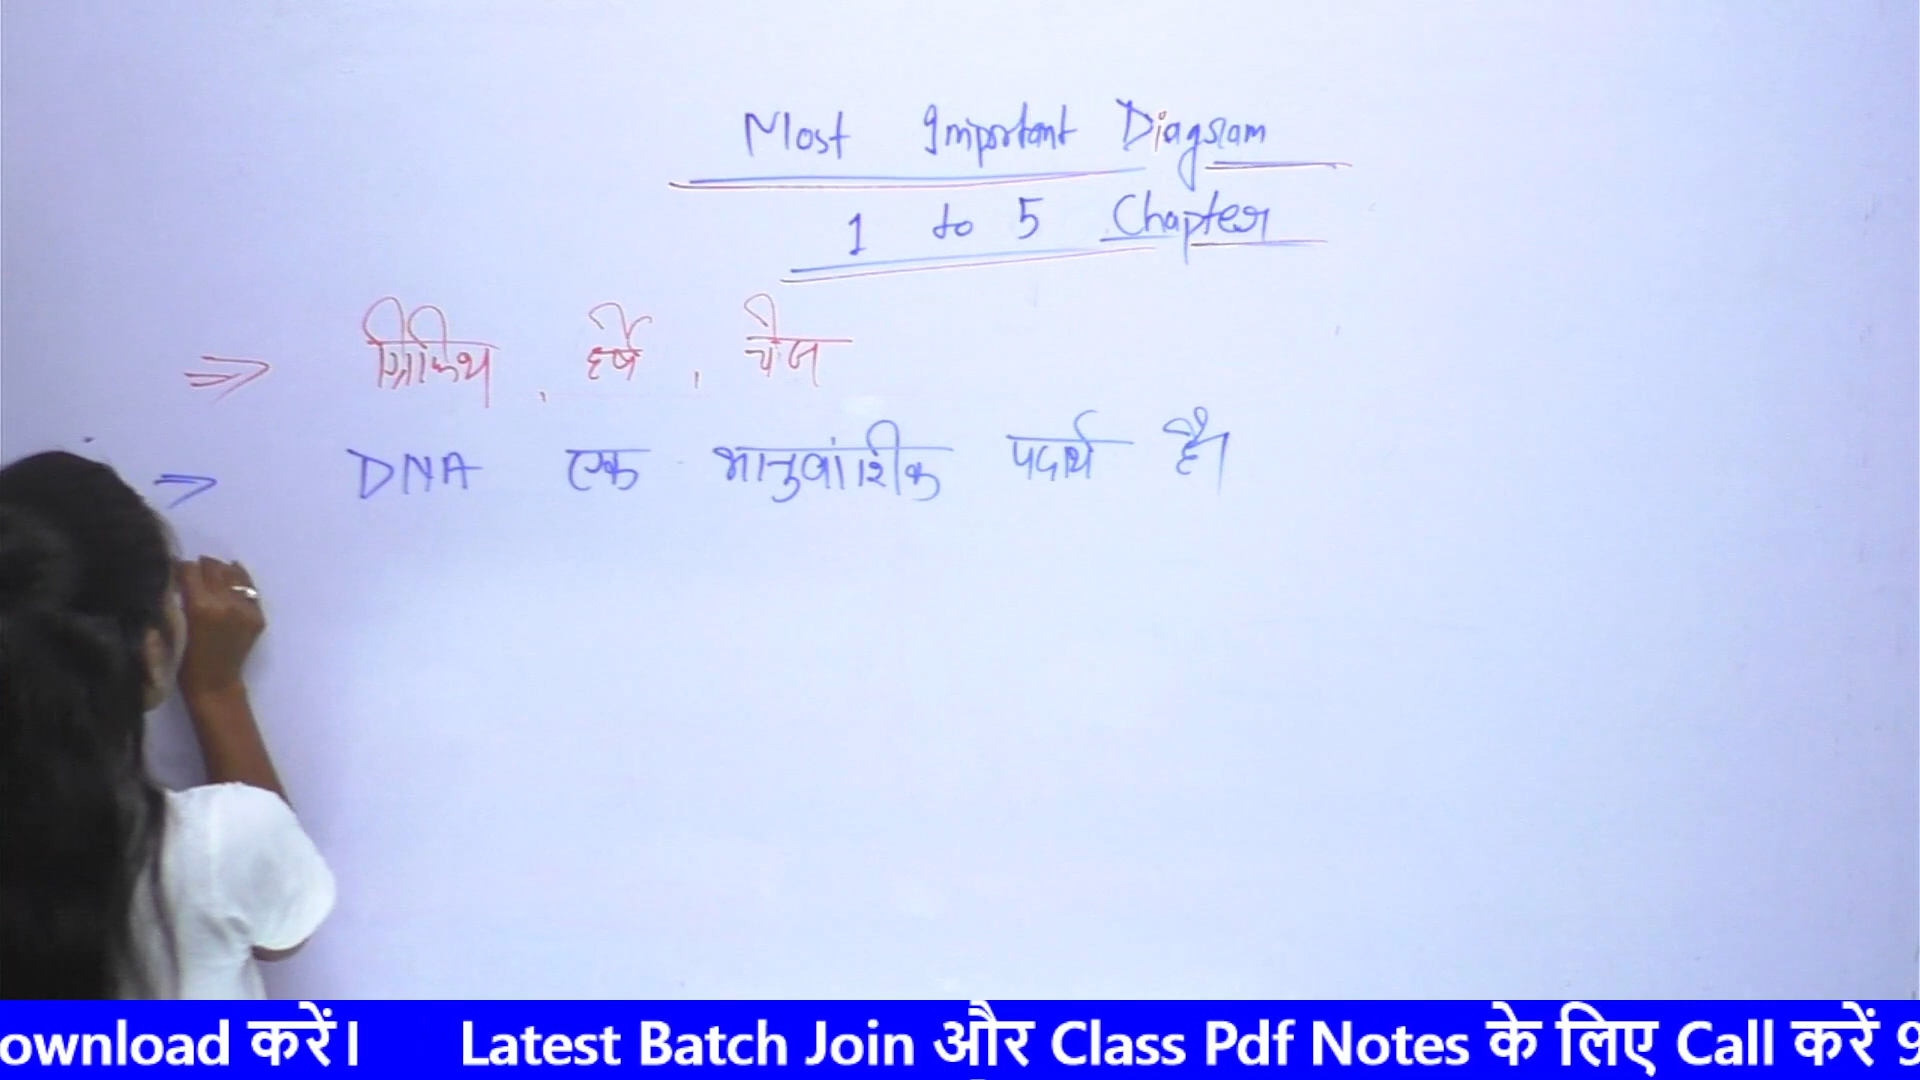 Most Important Diagram
1 to 5 Chapter
⇒ ग्रिफिथ, हर्षे, चेज
⇒ DNA एक आनुवांशिक पदार्थ है।
ownload करें। Latest Batch Join और Class Pdf Notes के लिए Call करें 9